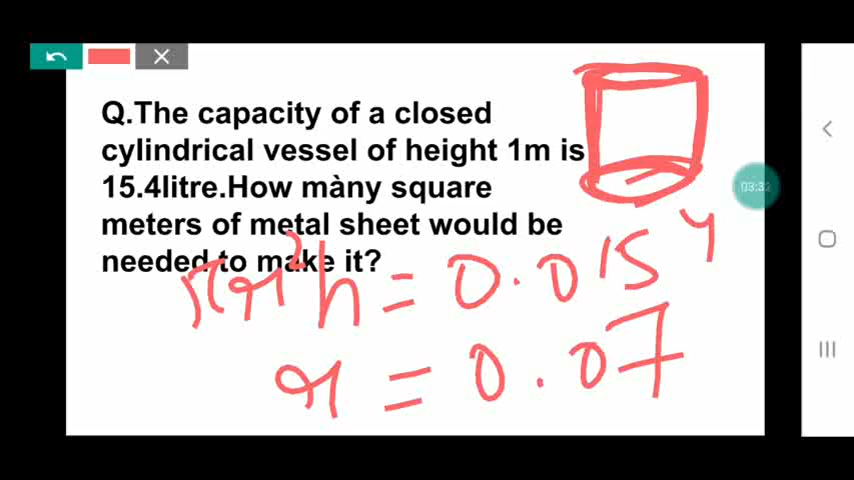 Q.The capacity of a closed
cylindrical vessel of height 1m is
15.4litre.How màny square
meters of metal sheet would be
needed to make it?
πr²h = 0.0154
r = 0.07
03:32